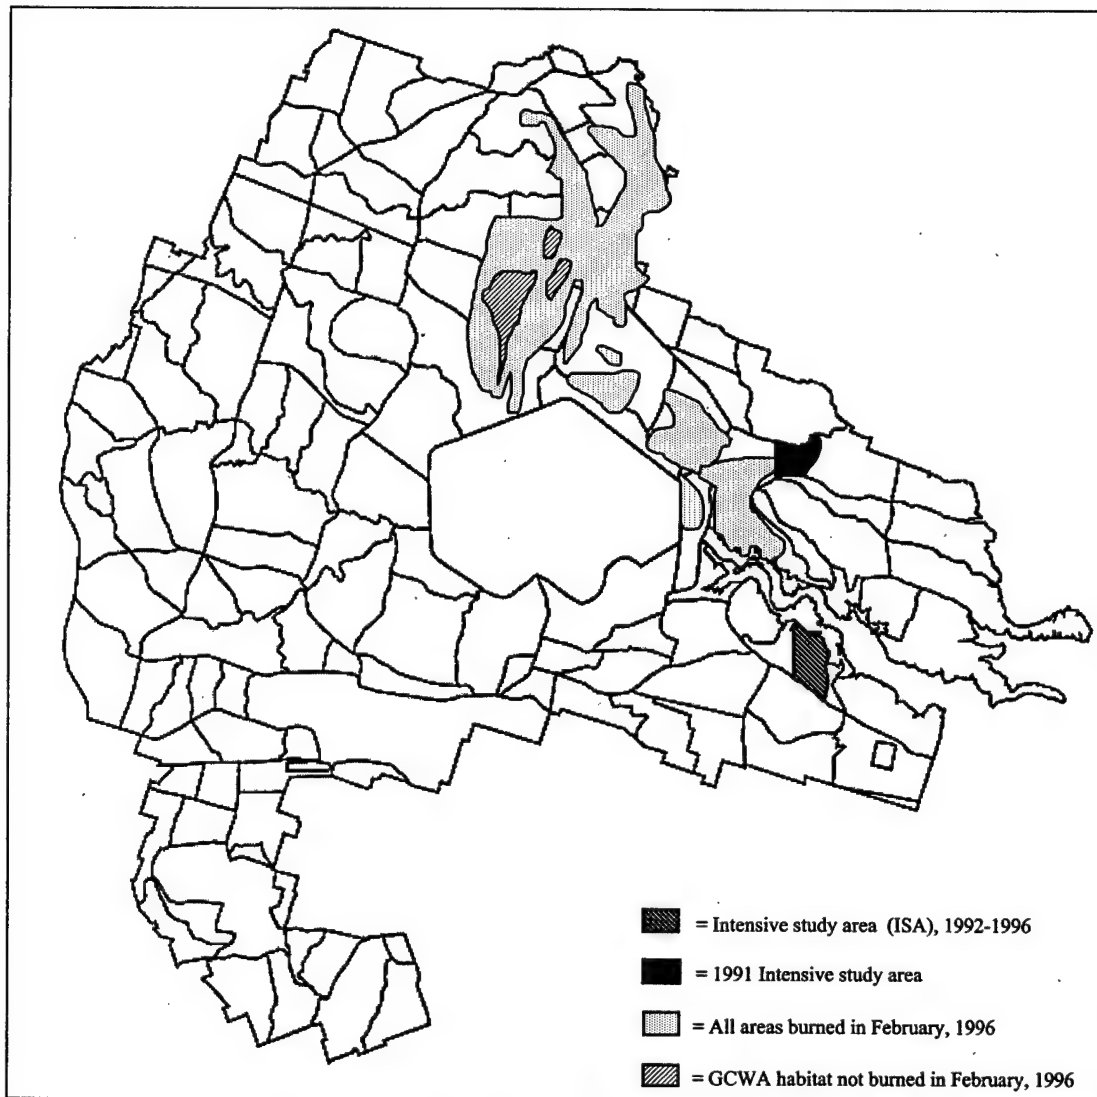 = Intensive study area (ISA), 1992-1996
= 1991 Intensive study area
= All areas burned in February, 1996
= GCWA habitat not burned in February, 1996